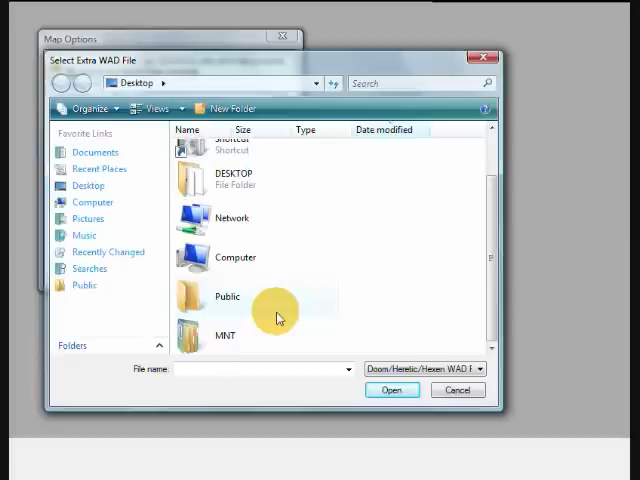 Map Options
Select Extra WAD File
Desktop
Search
Organize
Views
New Folder
Name Size Type Date modified
Favorite Links
Documents
Recent Places
Desktop
Computer
Pictures
Music
Recently Changed
Searches
Public
Folders
Shortcut
Shortcut
DESKTOP
File Folder
Network
Computer
Public
MNT
File name:
Doom/Heretic/Hexen WAD F
Open
Cancel